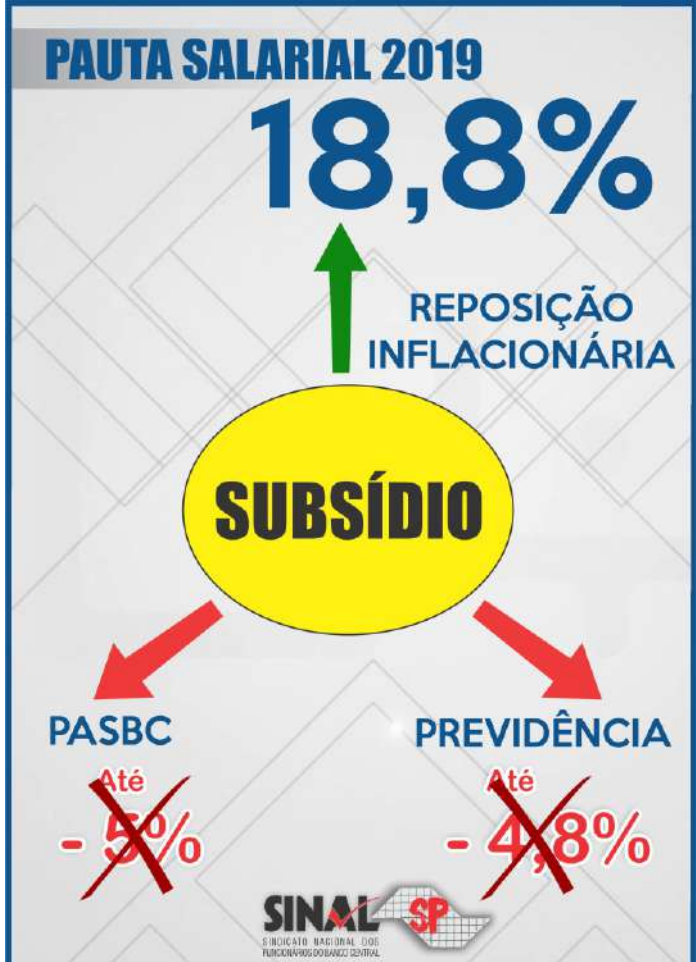 PAUTA SALARIAL 2019
18,8%
REPOSIÇÃO
INFLACIONÁRIA
SUBSÍDIO
PASBC
Até
- 5%
PREVIDÊNCIA
Até
- 4,8%
SINAL SP
SINDICATO NACIONAL DOS
FUNCIONÁRIOS DO BANCO CENTRAL